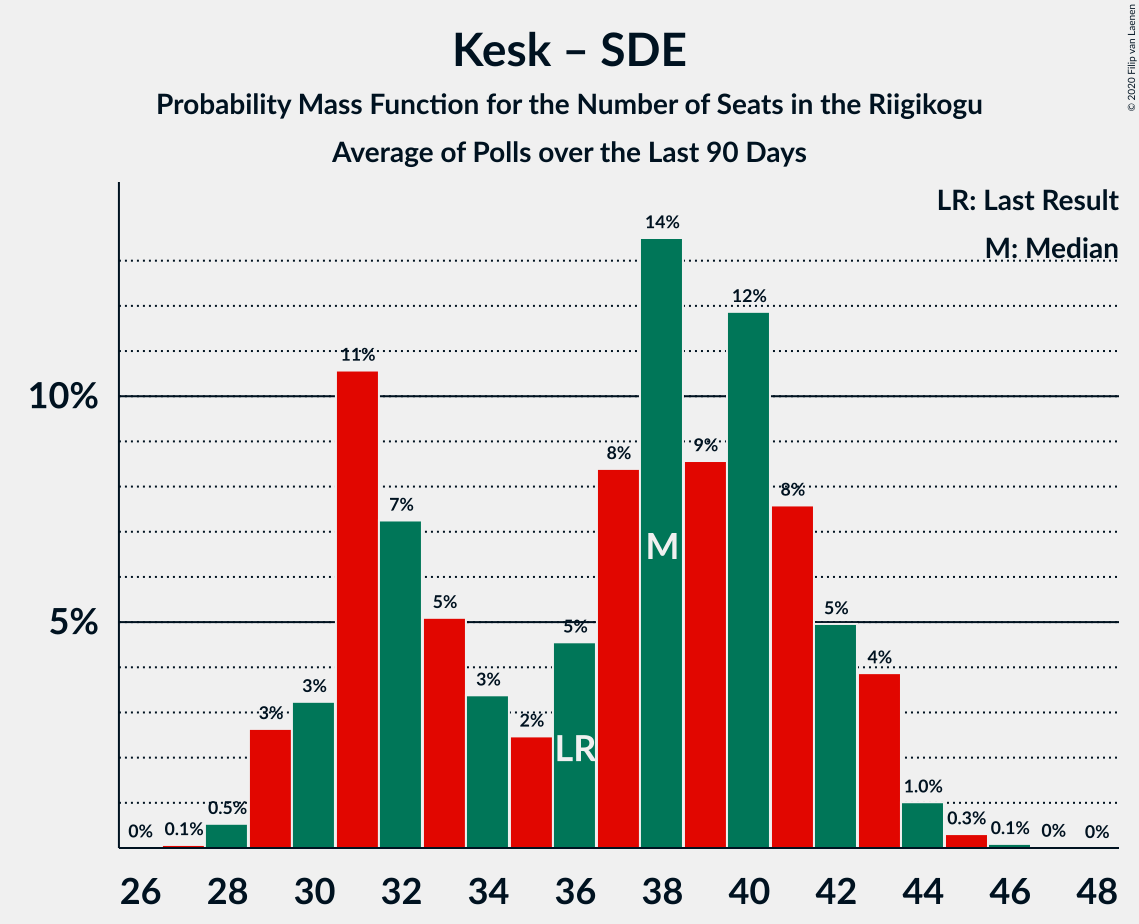 Kesk – SDE
Probability Mass Function for the Number of Seats in the Riigikogu
Average of Polls over the Last 90 Days
© 2020 Filip van Laenen
LR: Last Result
M: Median
14%
12%
11%
10%
9%
8%
8%
7%
5%
5%
5%
5%
4%
3%
3%
3%
2%
1.0%
0.5%
0.3%
0%
0.1%
0.1%
0%
0%
M
LR
26 28 30 32 34 36 38 40 42 44 46 48